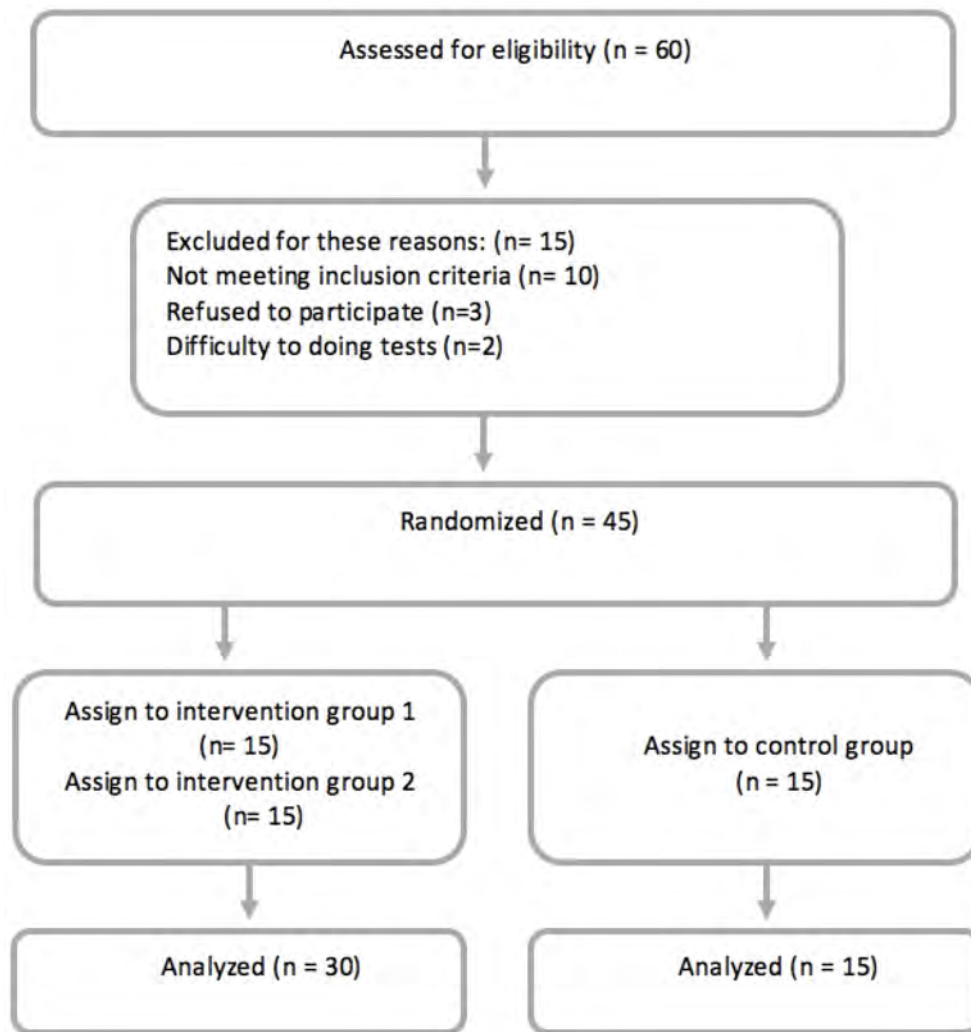 Assessed for eligibility (n = 60)
Excluded for these reasons: (n= 15)
Not meeting inclusion criteria (n= 10)
Refused to participate (n=3)
Difficulty to doing tests (n=2)
Randomized (n = 45)
Assign to intervention group 1
(n= 15)
Assign to intervention group 2
(n= 15)
Assign to control group
(n = 15)
Analyzed (n = 30)
Analyzed (n = 15)